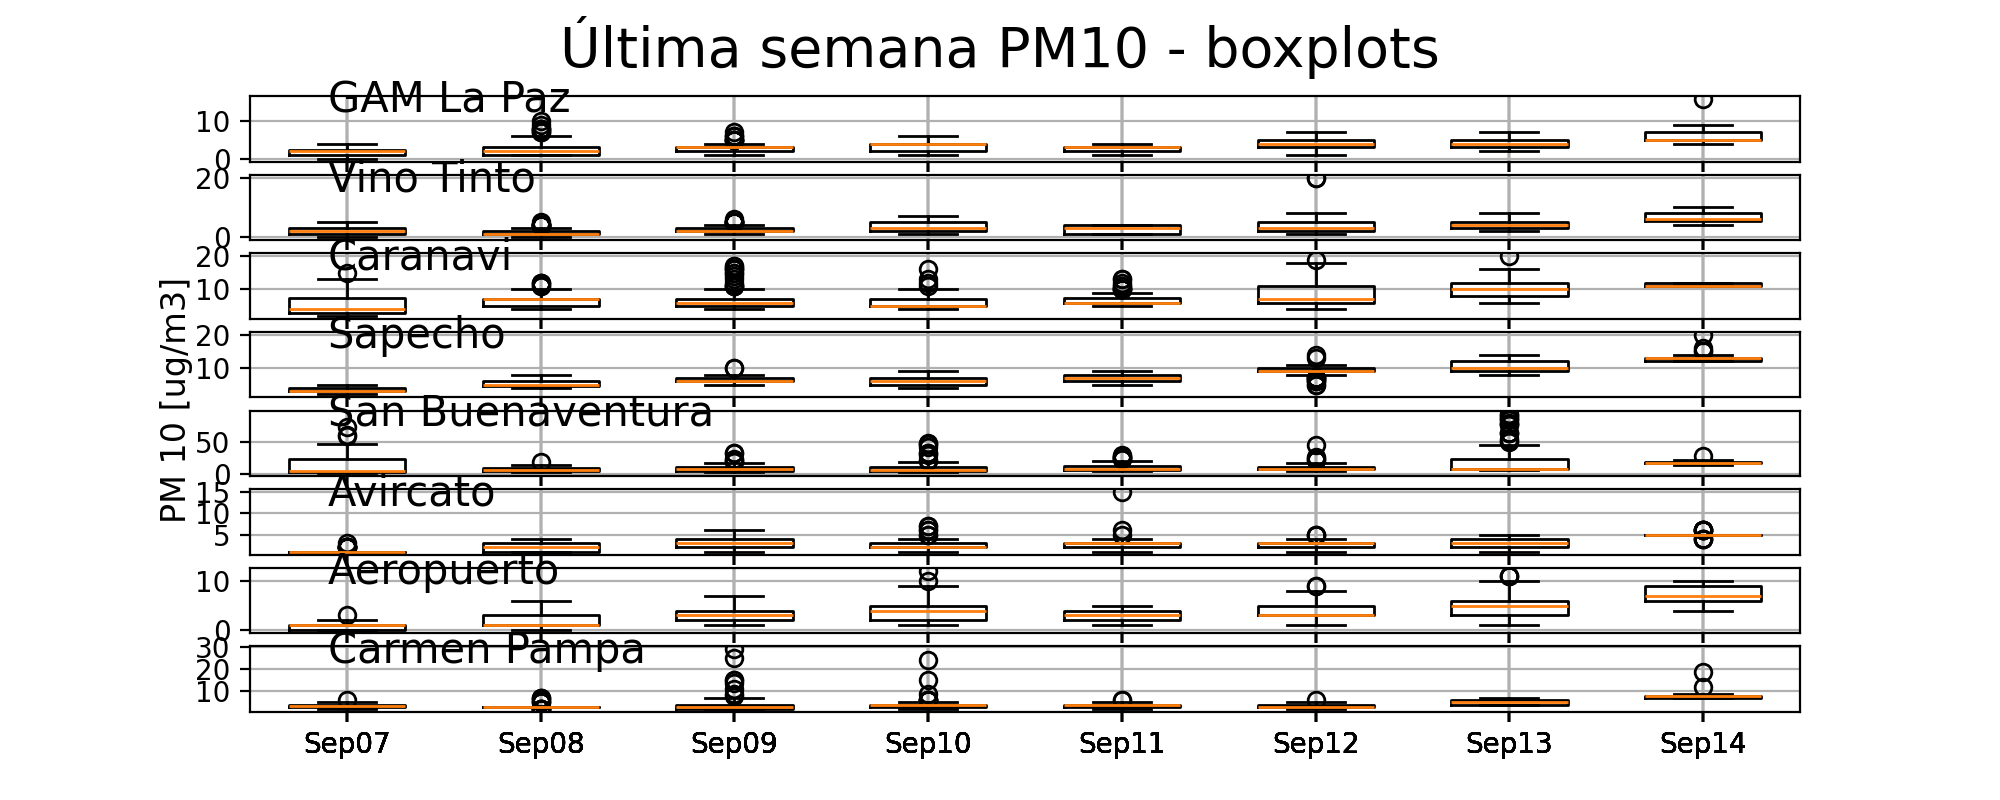 Última semana PM10 - boxplots
GAM La Paz
10
0
Vino Tinto
20
0
Caranavi
20
10
Sapecho
20
10
San Buenaventura
50
0
Avircato
15
10
5
Aeropuerto
10
0
Carmen Pampa
30
20
10
PM 10 [ug/m3]
Sep07 Sep08 Sep09 Sep10 Sep11 Sep12 Sep13 Sep14